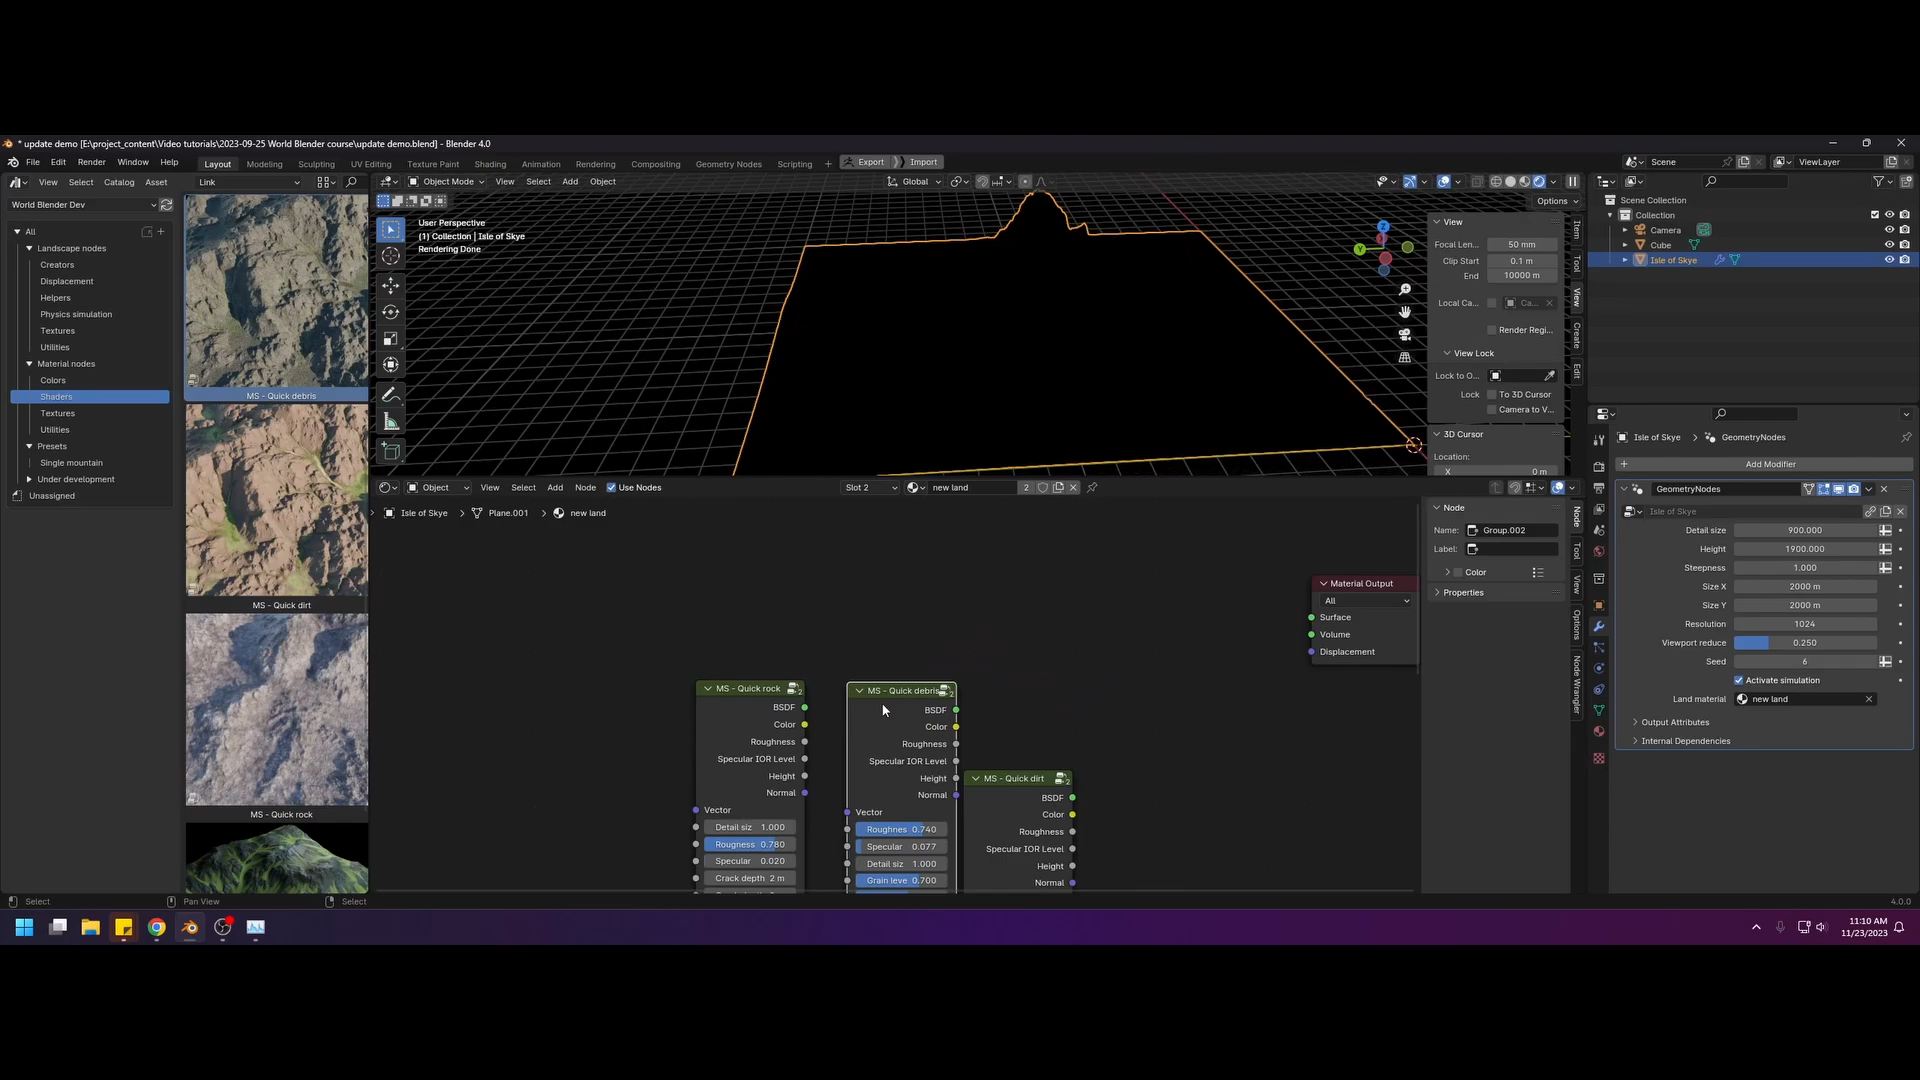 * update demo [E:\project_content\Video tutorials\2023-09-25 World Blender course\update demo.blend] - Blender 4.0
File Edit Render Window Help Layout Modeling Sculpting UV Editing Texture Paint Shading Animation Rendering Compositing Geometry Nodes Scripting + Export Import Scene ViewLayer
View Select Catalog Asset Link
World Blender Dev
All
Landscape nodes
Creators
Displacement
Helpers
Physics simulation
Textures
Utilities
Material nodes
Colors
Shaders
Textures
Utilities
Presets
Single mountain
Under development
Unassigned
MS - Quick debris
MS - Quick dirt
MS - Quick rock
Object Mode View Select Add Object Global
Options
User Perspective
(1) Collection | Isle of Skye
Rendering Done
View
Focal Len... 50 mm
Clip Start 0.1 m
End 10000 m
Local Ca... Ca...
Render Regi...
View Lock
Lock to O...
Lock To 3D Cursor
Camera to V...
3D Cursor
Location:
X 0 m
Item
Tool
View
Create
Edit
Object View Select Add Node Use Nodes Slot 2 new land 2
Isle of Skye > Plane.001 > new land
MS - Quick rock
BSDF
Color
Roughness
Specular IOR Level
Height
Normal
Vector
Detail siz 1.000
Rougness 0.780
Specular 0.020
Crack depth 2 m
MS - Quick debris
BSDF
Color
Roughness
Specular IOR Level
Height
Normal
Vector
Roughnes 0.740
Specular 0.077
Detail siz 1.000
Grain leve 0.700
MS - Quick dirt
BSDF
Color
Roughness
Specular IOR Level
Height
Normal
Material Output
All
Surface
Volume
Displacement
Node
Name: Group.002
Label:
Color
Properties
Node
Tool
View
Options
Node Wrangler
Scene Collection
Collection
Camera
Cube
Isle of Skye
Isle of Skye > GeometryNodes
Add Modifier
GeometryNodes
Isle of Skye
Detail size 900.000
Height 1900.000
Steepness 1.000
Size X 2000 m
Size Y 2000 m
Resolution 1024
Viewport reduce 0.250
Seed 6
Activate simulation
Land material new land
Output Attributes
Internal Dependencies
Select Pan View Select 4.0.0
11:10 AM
11/23/2023